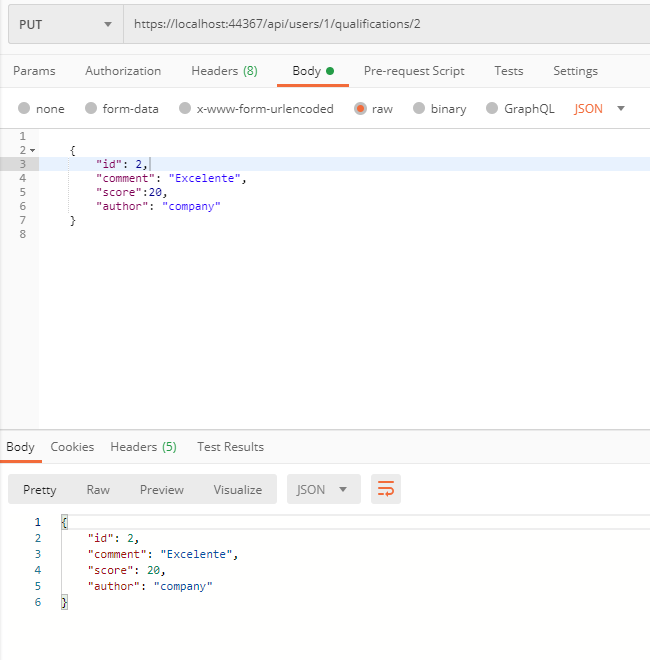 PUT https://localhost:44367/api/users/1/qualifications/2
Params Authorization Headers (8) Body Pre-request Script Tests Settings
none form-data x-www-form-urlencoded raw binary GraphQL JSON
1
2 {
3 "id": 2,
4 "comment": "Excelente",
5 "score":20,
6 "author": "company"
7 }
8
Body Cookies Headers (5) Test Results
Pretty Raw Preview Visualize JSON
1 {
2 "id": 2,
3 "comment": "Excelente",
4 "score": 20,
5 "author": "company"
6 }